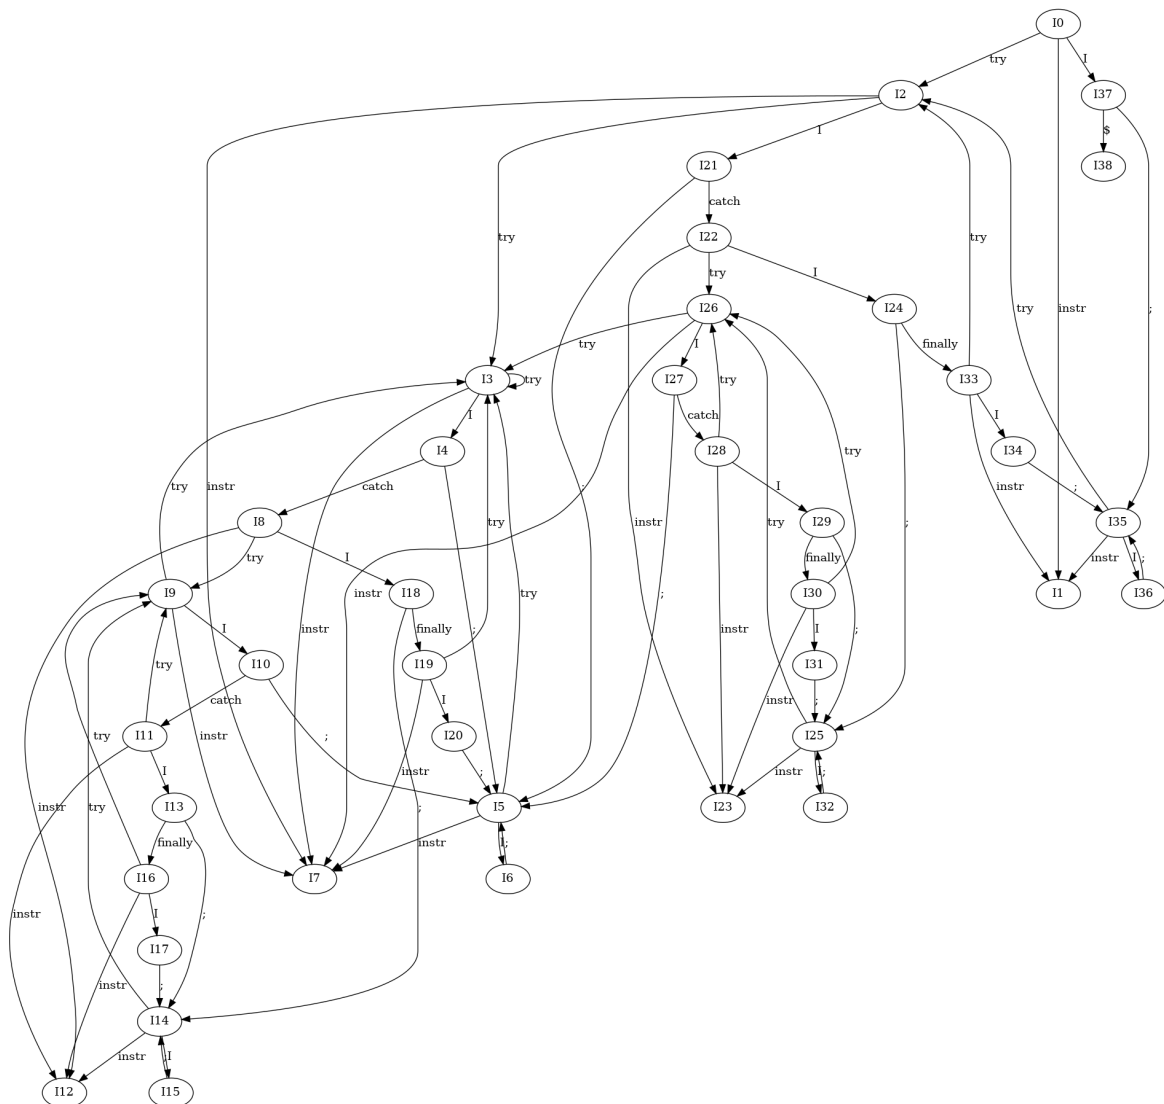 I0
try
I
I2
I37
$
I
I21
I38
catch
I22
try
try
I
try
I26
I24
instr
;
try
finally
try
I
I3
try
I27
I33
I
catch
I
I4
I28
I34
try
catch
;
try
instr
;
I
I8
I29
I35
instr
finally
try
I
instr
I
;
try
instr
;
I9
I18
I30
I1
I36
I
instr
finally
instr
I
;
try
I10
I19
I31
try
catch
I
instr
;
try
I11
;
I20
I25
try
I
instr
;
instr
I
;
I13
I5
I23
I32
instr
try
finally
;
instr
I
;
I16
I7
I6
instr
I
;
I17
instr
;
I14
instr
;
I
I12
I15